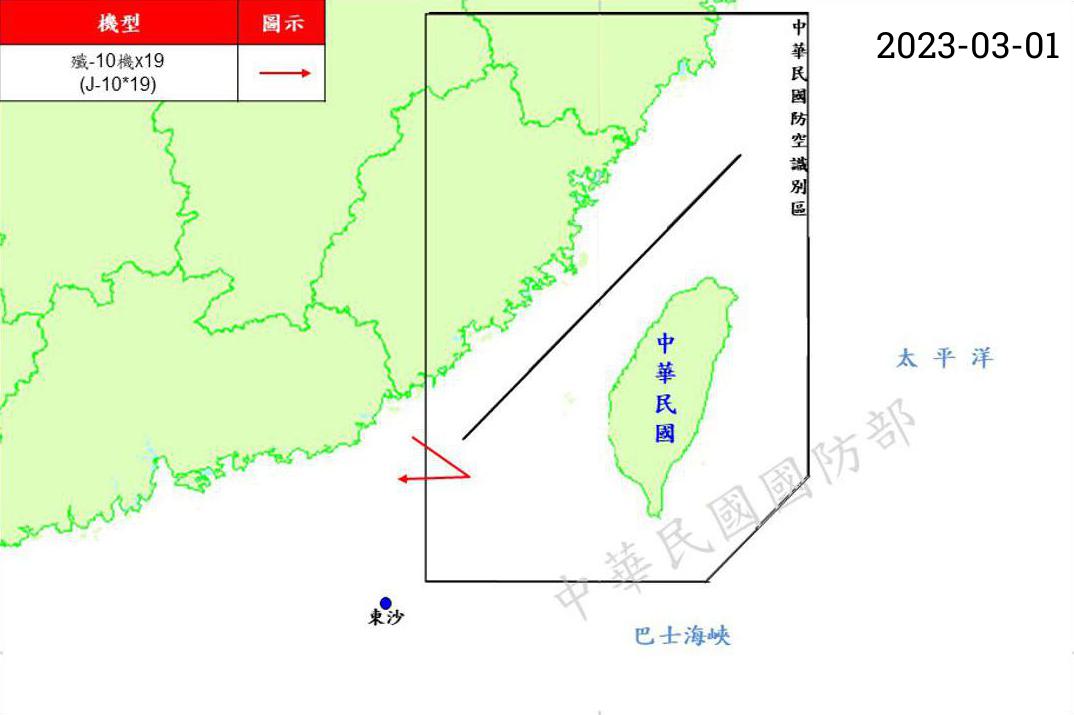 機型
圖示
殲-10機x19
(J-10*19)
2023-03-01
中華民國防空識別區
中華民國
太平洋
中華民國國防部
東沙
巴士海峽